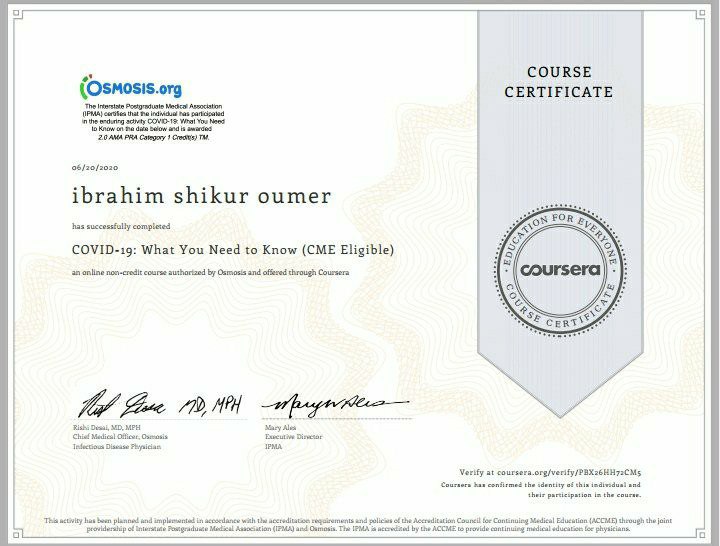 Osmosis.org
The Interstate Postgraduate Medical Association
(IPMA) certifies that the individual has participated
in the enduring activity COVID-19: What You Need
to Know on the date below and is awarded
2.0 AMA PRA Category 1 Credit(s) TM.
06/20/2020
ibrahim shikur oumer
has successfully completed
COVID-19: What You Need to Know (CME Eligible)
an online non-credit course authorized by Osmosis and offered through Coursera
COURSE
CERTIFICATE
EDUCATION FOR EVERYONE
coursera
COURSE CERTIFICATE
MD, MPH
Rishi Desai, MD, MPH
Chief Medical Officer, Osmosis
Infectious Disease Physician
Mary Ales
Executive Director
IPMA
Verify at coursera.org/verify/PBX26HH72CM5
Coursera has confirmed the identity of this individual and
their participation in the course.
This activity has been planned and implemented in accordance with the accreditation requirements and policies of the Accreditation Council for Continuing Medical Education (ACCME) through the joint
providership of Interstate Postgraduate Medical Association (IPMA) and Osmosis. The IPMA is accredited by the ACCME to provide continuing medical education for physicians.